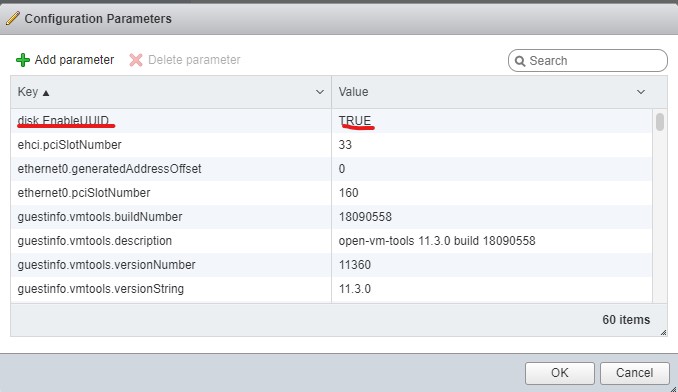 Configuration Parameters
Add parameter Delete parameter Search
Key Value
disk.EnableUUID TRUE
ehci.pciSlotNumber 33
ethernet0.generatedAddressOffset 0
ethernet0.pciSlotNumber 160
guestinfo.vmtools.buildNumber 18090558
guestinfo.vmtools.description open-vm-tools 11.3.0 build 18090558
guestinfo.vmtools.versionNumber 11360
guestinfo.vmtools.versionString 11.3.0
60 items
OK Cancel